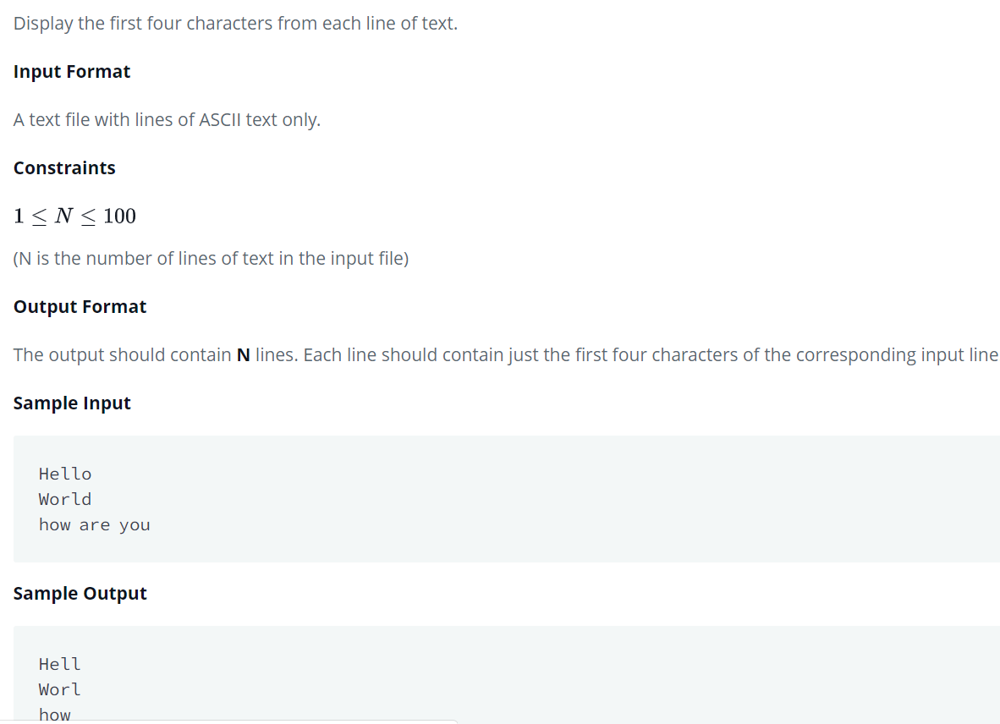 Display the first four characters from each line of text.
Input Format
A text file with lines of ASCII text only.
Constraints
1 ≤ N ≤ 100
(N is the number of lines of text in the input file)
Output Format
The output should contain N lines. Each line should contain just the first four characters of the corresponding input line
Sample Input
Hello
World
how are you
Sample Output
Hell
Worl
how